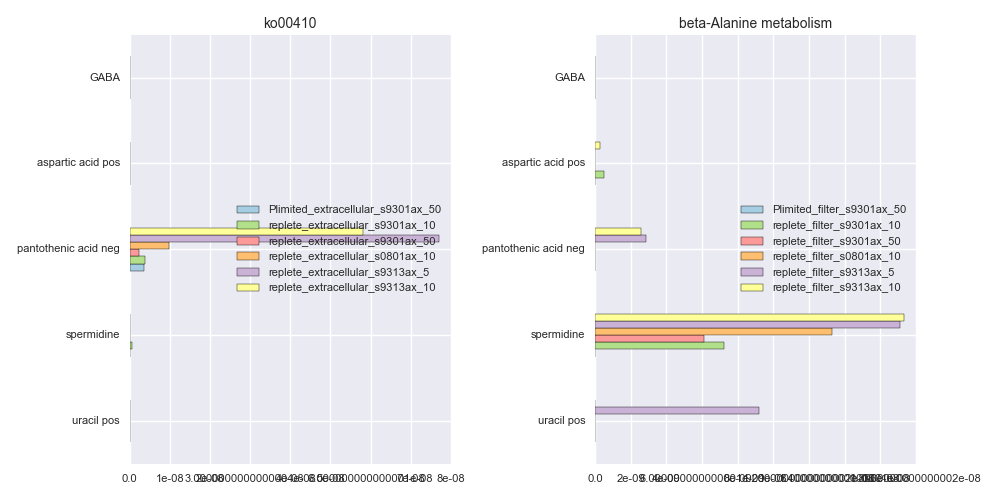 ko00410
GABA
aspartic acid pos
pantothenic acid neg
spermidine
uracil pos
Plimited_extracellular_s9301ax_50
replete_extracellular_s9301ax_10
replete_extracellular_s9301ax_50
replete_extracellular_s0801ax_10
replete_extracellular_s9313ax_5
replete_extracellular_s9313ax_10
0.0 1e-08 8e-08
beta-Alanine metabolism
GABA
aspartic acid pos
pantothenic acid neg
spermidine
uracil pos
Plimited_filter_s9301ax_50
replete_filter_s9301ax_10
replete_filter_s9301ax_50
replete_filter_s0801ax_10
replete_filter_s9313ax_5
replete_filter_s9313ax_10
0.0